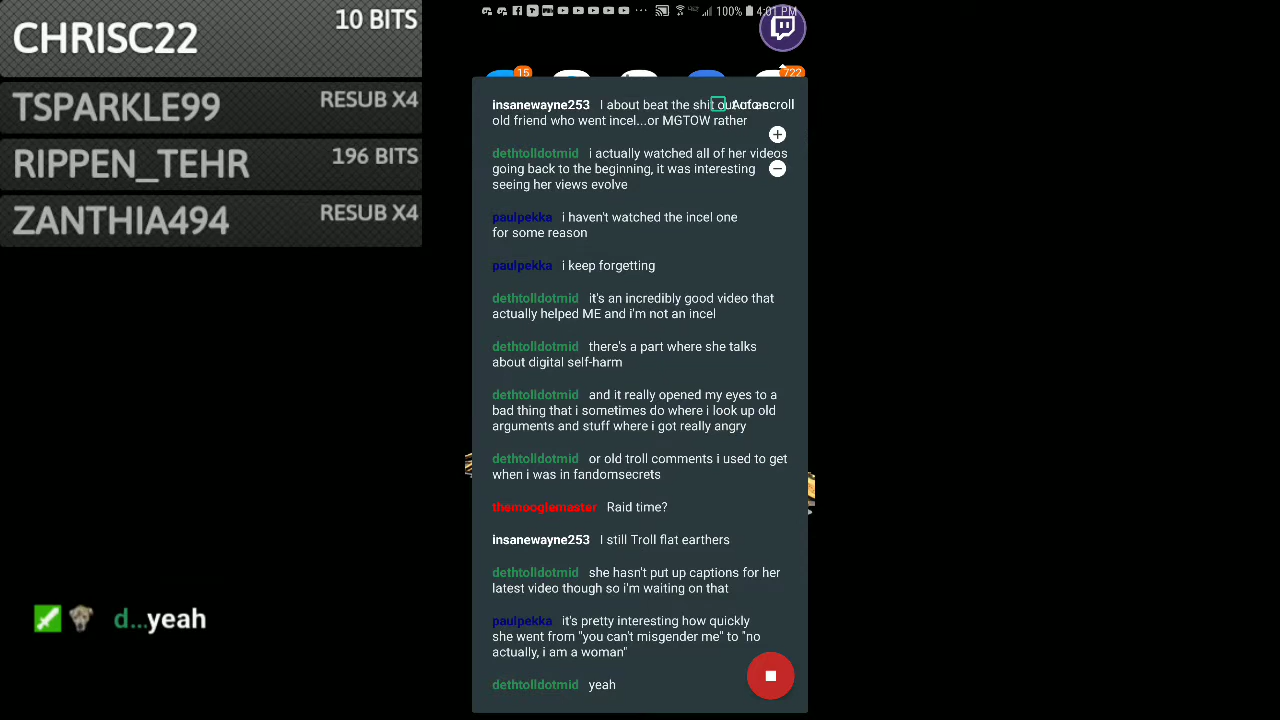 CHRISC22
10 BITS
TSPARKLE99
RESUB X4
RIPPEN_TEHR
196 BITS
ZANTHIA494
RESUB X4
100% 4:01 PM
15
722
insanewayne253 I about beat the shit out of an
Auto-scroll
old friend who went incel...or MGTOW rather
dethtolldotmid i actually watched all of her videos
going back to the beginning, it was interesting
seeing her views evolve
paulpekka i haven't watched the incel one
for some reason
paulpekka i keep forgetting
dethtolldotmid it's an incredibly good video that
actually helped ME and i'm not an incel
dethtolldotmid there's a part where she talks
about digital self-harm
dethtolldotmid and it really opened my eyes to a
bad thing that i sometimes do where i look up old
arguments and stuff where i got really angry
dethtolldotmid or old troll comments i used to get
when i was in fandomsecrets
themooglemaster Raid time?
insanewayne253 I still Troll flat earthers
dethtolldotmid she hasn't put up captions for her
latest video though so i'm waiting on that
paulpekka it's pretty interesting how quickly
she went from "you can't misgender me" to "no
actually, i am a woman"
dethtolldotmid yeah
d...yeah